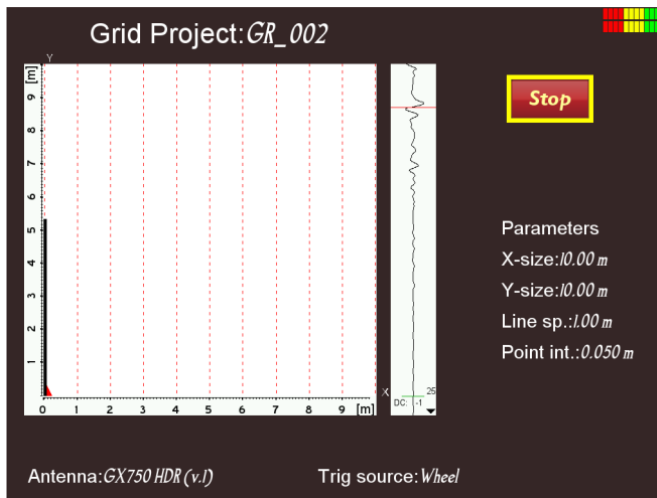 Grid Project:GR_002
Y
[m]
9
8
7
6
5
4
3
2
1
0 1 2 3 4 5 6 7 8 9 [m]
X
25
DC: -1
Stop
Parameters
X-size:10.00 m
Y-size:10.00 m
Line sp.:1.00 m
Point int.:0.050 m
Antenna:GX750 HDR (v.1)
Trig source:Wheel